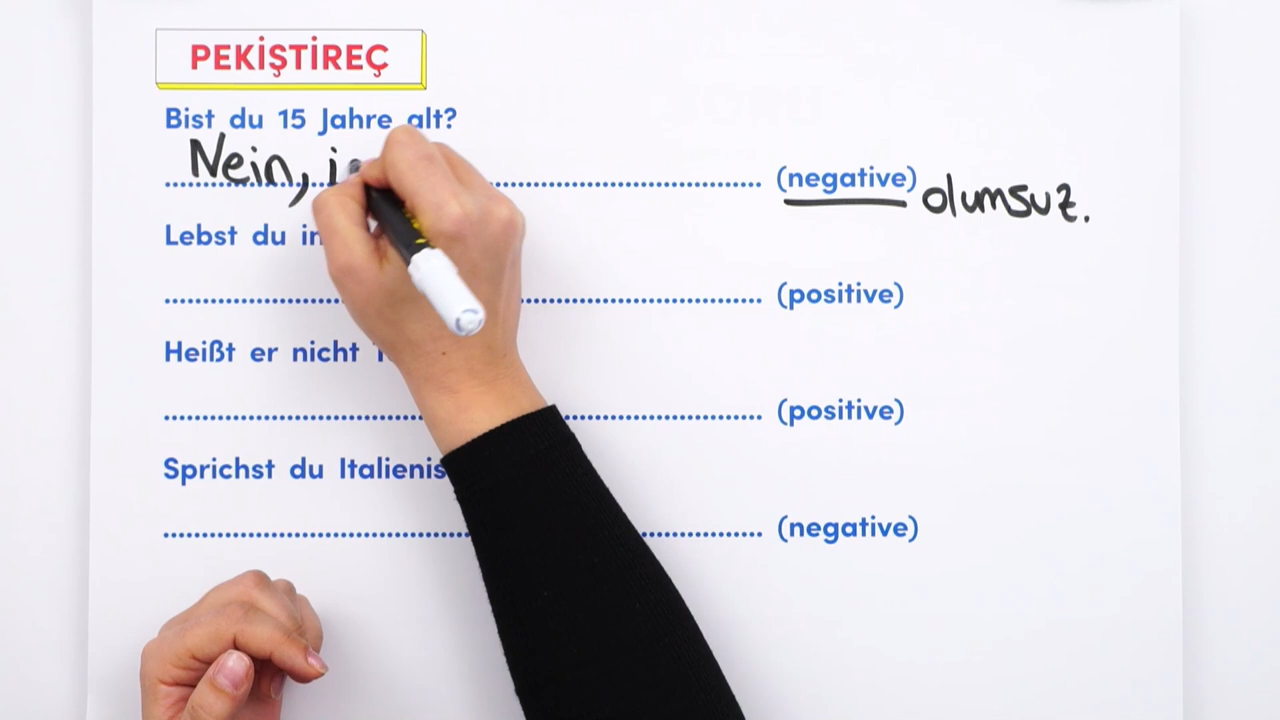 PEKİŞTİREÇ
Bist du 15 Jahre alt?
Nein,
(negative) olumsuz.
Lebst du
(positive)
Heißt er nicht
(positive)
Sprichst du
(negative)